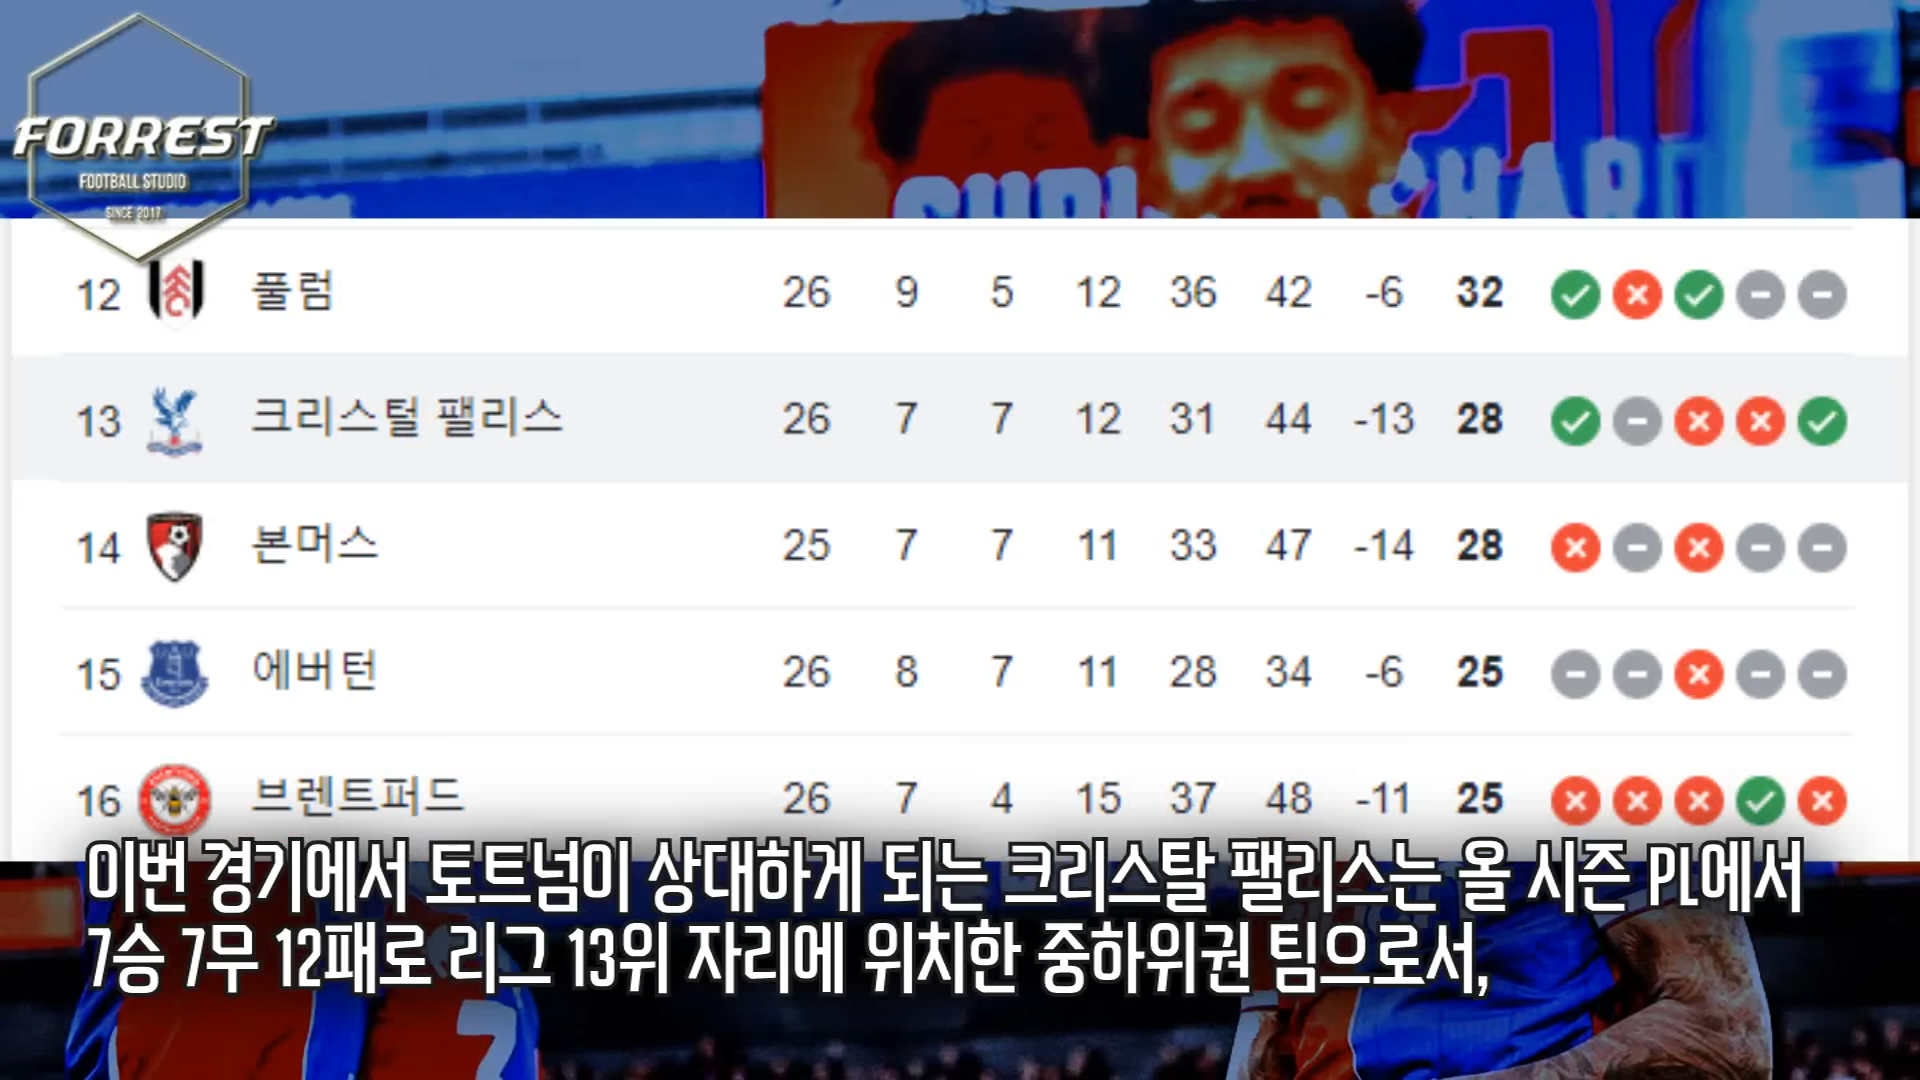 FORREST
FOOTBALL STUDIO
SINCE 2017
12 풀럼 26 9 5 12 36 42 -6 32
13 크리스털 팰리스 26 7 7 12 31 44 -13 28
14 본머스 25 7 7 11 33 47 -14 28
15 에버턴 26 8 7 11 28 34 -6 25
16 브렌트퍼드 26 7 4 15 37 48 -11 25
이번 경기에서 토트넘이 상대하게 되는 크리스탈 팰리스는 올 시즌 PL에서
7승 7무 12패로 리그 13위 자리에 위치한 중하위권 팀으로서,